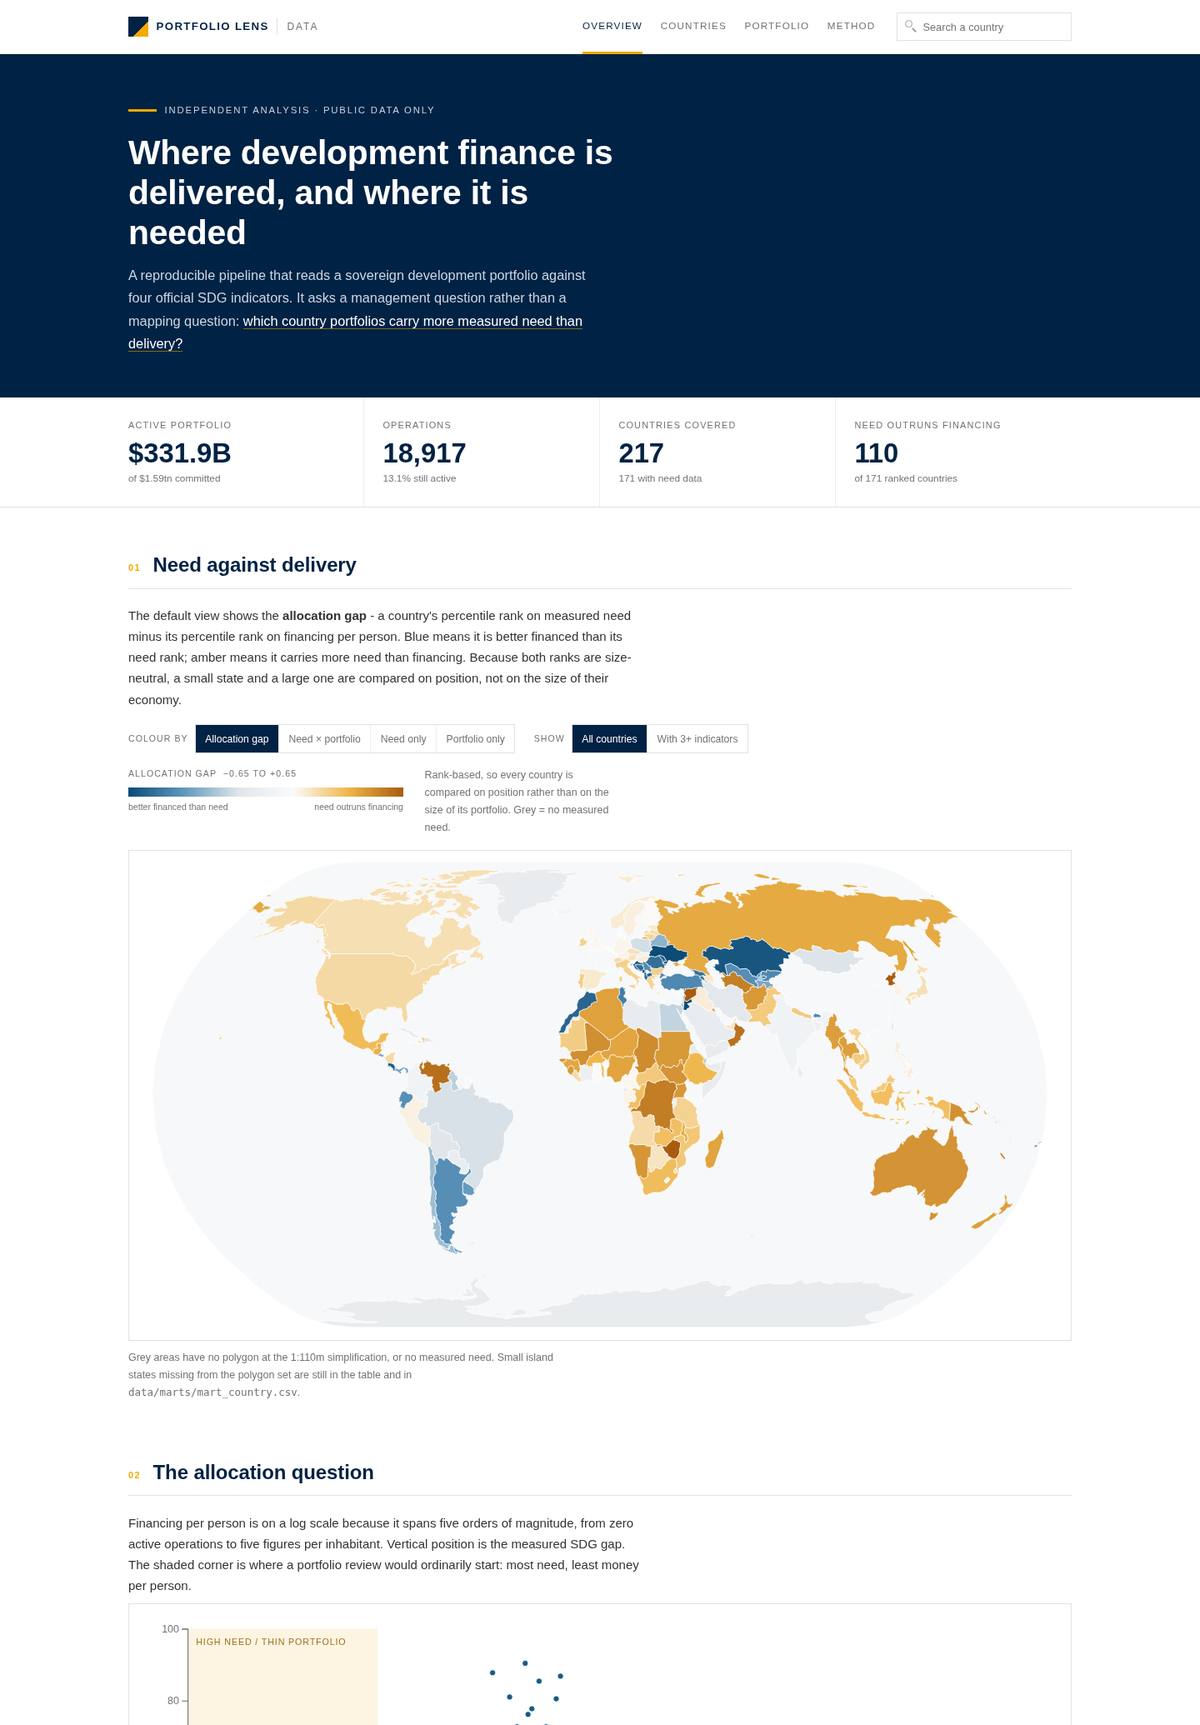 PORTFOLIO LENS
DATA
OVERVIEW
COUNTRIES
PORTFOLIO
METHOD
Search a country
INDEPENDENT ANALYSIS · PUBLIC DATA ONLY
Where development finance is
delivered, and where it is
needed
A reproducible pipeline that reads a sovereign development portfolio against
four official SDG indicators. It asks a management question rather than a
mapping question: which country portfolios carry more measured need than
delivery?
ACTIVE PORTFOLIO
$331.9B
of $1.59tn committed
OPERATIONS
18,917
13.1% still active
COUNTRIES COVERED
217
171 with need data
NEED OUTRUNS FINANCING
110
of 171 ranked countries
01 Need against delivery
The default view shows the allocation gap - a country's percentile rank on measured need
minus its percentile rank on financing per person. Blue means it is better financed than its
need rank; amber means it carries more need than financing. Because both ranks are size-
neutral, a small state and a large one are compared on position, not on the size of their
economy.
COLOUR BY
Allocation gap
Need × portfolio
Need only
Portfolio only
SHOW
All countries
With 3+ indicators
ALLOCATION GAP −0.65 TO +0.65
better financed than need
need outruns financing
Rank-based, so every country is
compared on position rather than on the
size of its portfolio. Grey = no measured
need.
Grey areas have no polygon at the 1:110m simplification, or no measured need. Small island
states missing from the polygon set are still in the table and in
data/marts/mart_country.csv.
02 The allocation question
Financing per person is on a log scale because it spans five orders of magnitude, from zero
active operations to five figures per inhabitant. Vertical position is the measured SDG gap.
The shaded corner is where a portfolio review would ordinarily start: most need, least money
per person.
100
HIGH NEED / THIN PORTFOLIO
80